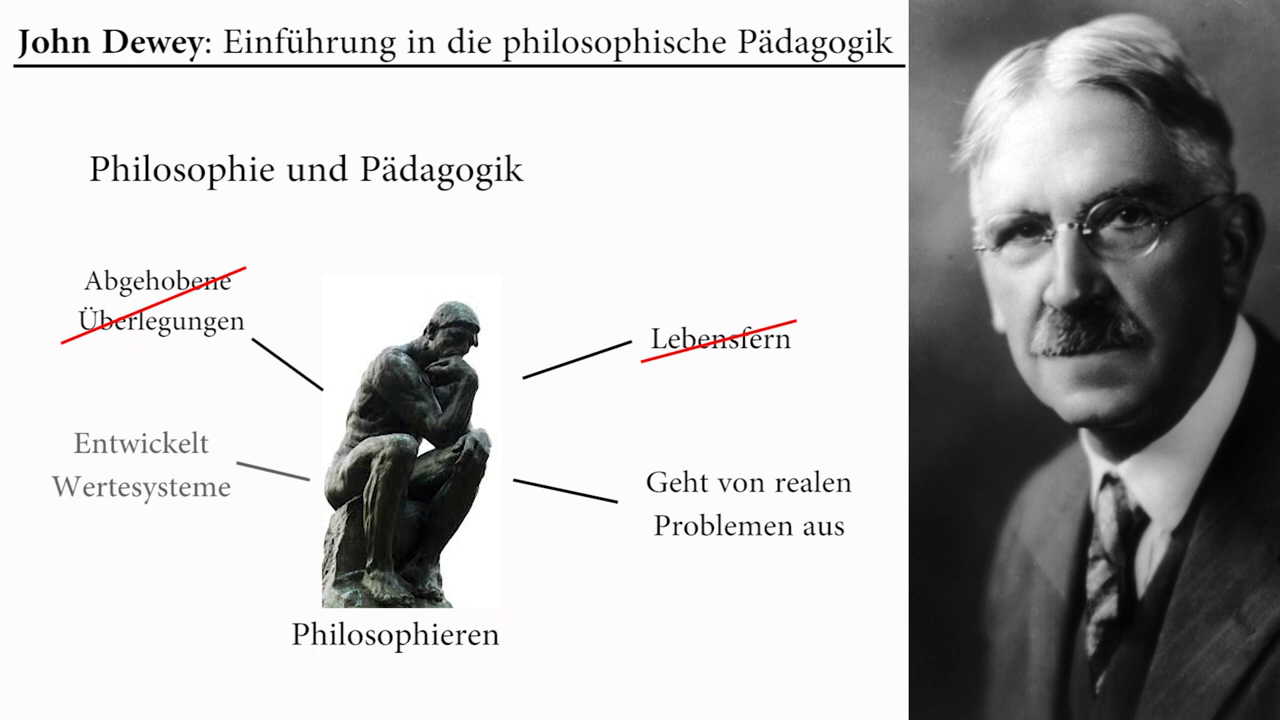 John Dewey: Einführung in die philosophische Pädagogik
Philosophie und Pädagogik
Abgehobene
Überlegungen
Lebensfern
Entwickelt
Wertesysteme
Geht von realen
Problemen aus
Philosophieren